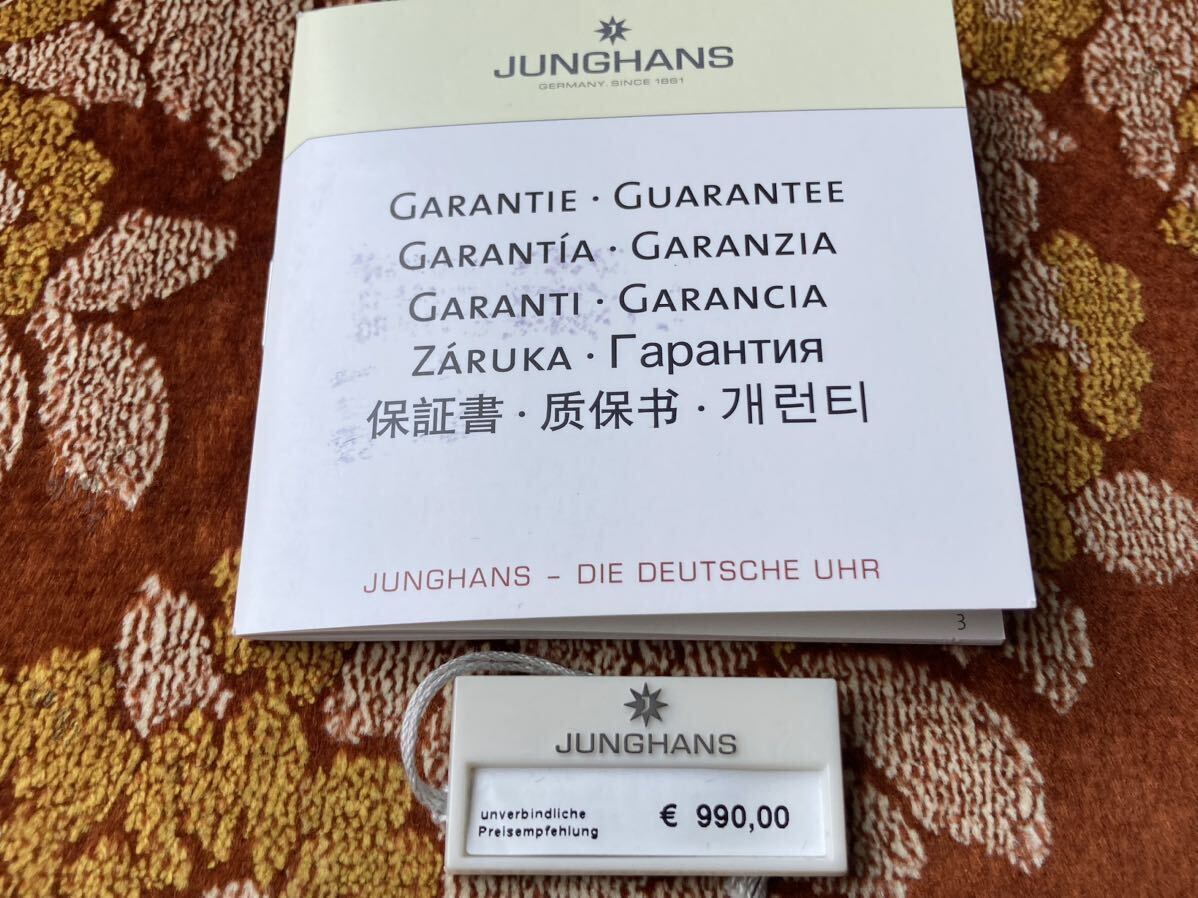 JUNGHANS
GERMANY. SINCE 1861
GARANTIE · GUARANTEE
GARANTÍA · GARANZIA
GARANTI · GARANCIA
ZÁRUKA · Гарантия
保証書 · 质保书 · 개런티
JUNGHANS – DIE DEUTSCHE UHR
3
JUNGHANS
unverbindliche
Preisempfehlung
€ 990,00